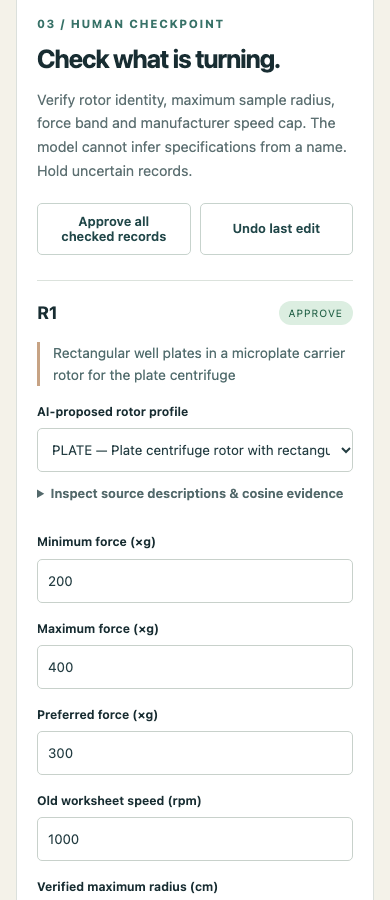 03 / HUMAN CHECKPOINT
Check what is turning.
Verify rotor identity, maximum sample radius,
force band and manufacturer speed cap. The
model cannot infer specifications from a name.
Hold uncertain records.
Approve all
checked records
Undo last edit
R1
APPROVE
Rectangular well plates in a microplate carrier
rotor for the plate centrifuge
AI-proposed rotor profile
PLATE — Plate centrifuge rotor with rectangu
Inspect source descriptions & cosine evidence
Minimum force (×g)
200
Maximum force (×g)
400
Preferred force (×g)
300
Old worksheet speed (rpm)
1000
Verified maximum radius (cm)